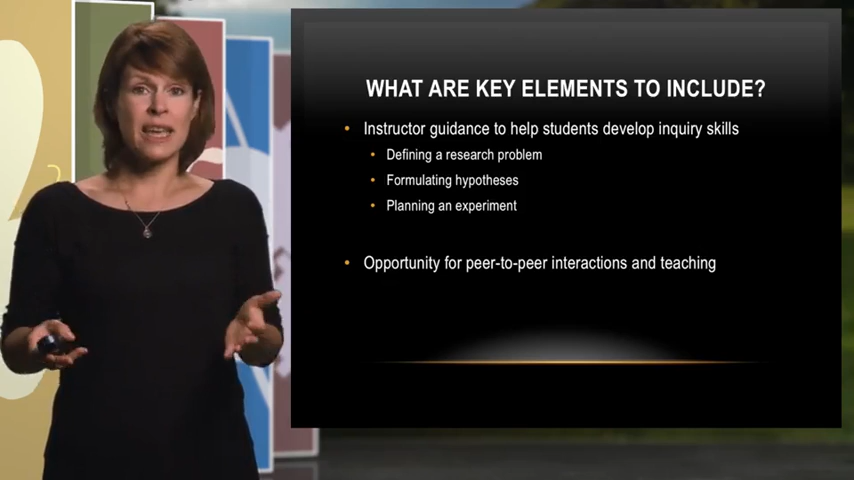 WHAT ARE KEY ELEMENTS TO INCLUDE?
• Instructor guidance to help students develop inquiry skills
• Defining a research problem
• Formulating hypotheses
• Planning an experiment
• Opportunity for peer-to-peer interactions and teaching